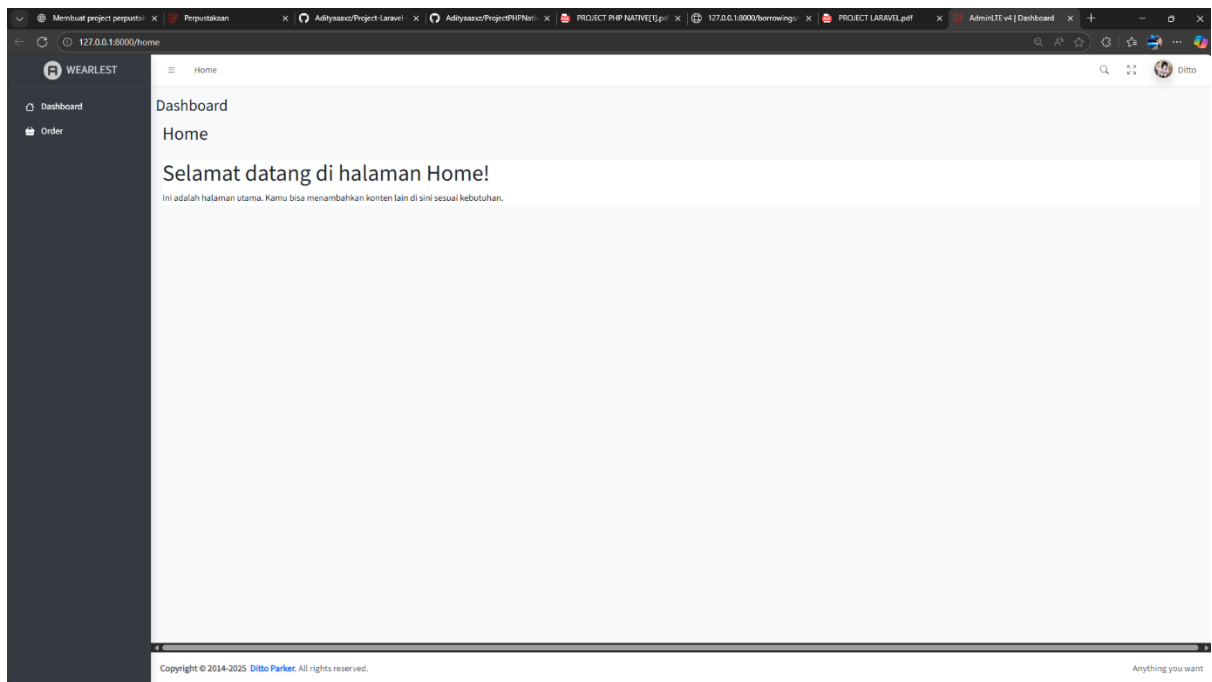 Membuat project perpustak
Perpustakaan
Adityaaaxz/Project-Laravel-
Adityaaaxz/ProjectPHPNativ
PROJECT PHP NATIVE[1].pd
127.0.0.1:8000/borrowings/
PROJECT LARAVEL.pdf
AdminLTE v4 | Dashboard
127.0.0.1:8000/home
WEARLEST
Home
Ditto
Dashboard
Order
Dashboard
Home
Selamat datang di halaman Home!
Ini adalah halaman utama. Kamu bisa menambahkan konten lain di sini sesuai kebutuhan.
Copyright © 2014-2025 Ditto Parker. All rights reserved.
Anything you want